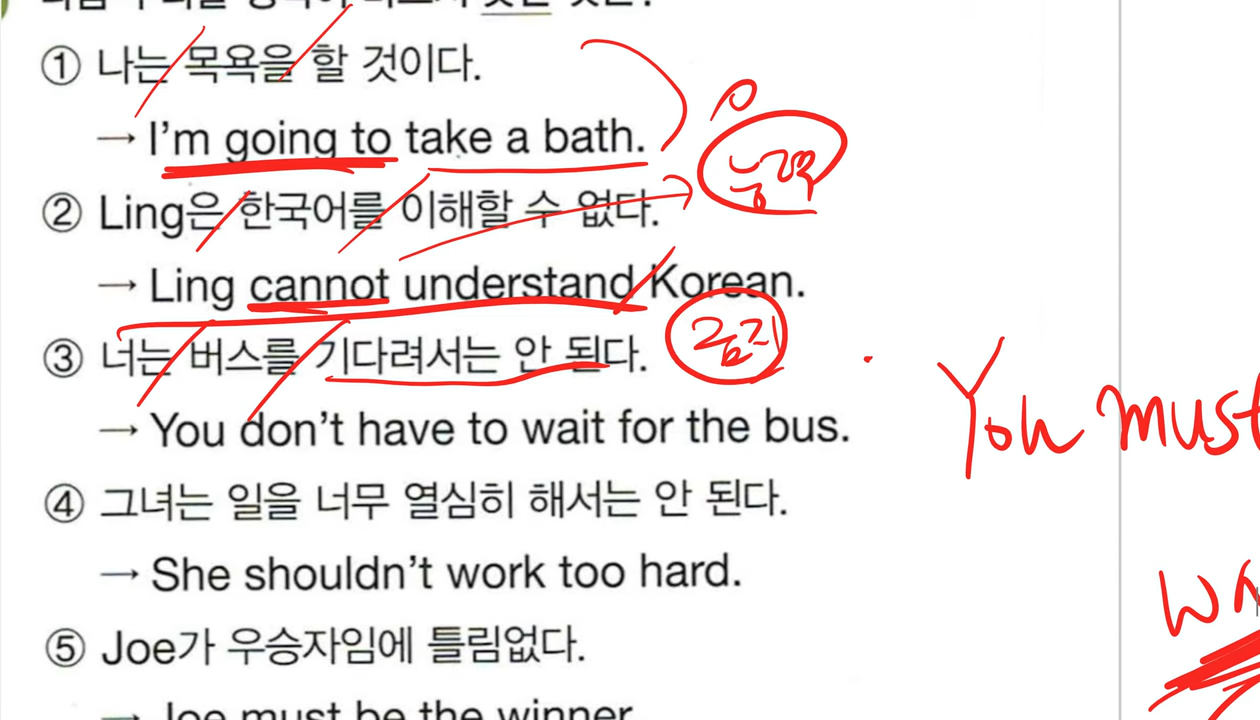 ① 나는 목욕을 할 것이다.
→ I'm going to take a bath.
능력
② Ling은 한국어를 이해할 수 없다.
→ Ling cannot understand Korean.
③ 너는 버스를 기다려서는 안 된다.
금지
→ You don't have to wait for the bus.
You must
④ 그녀는 일을 너무 열심히 해서는 안 된다.
→ She shouldn't work too hard.
⑤ Joe가 우승자임에 틀림없다.
→ Joe must be the winner.